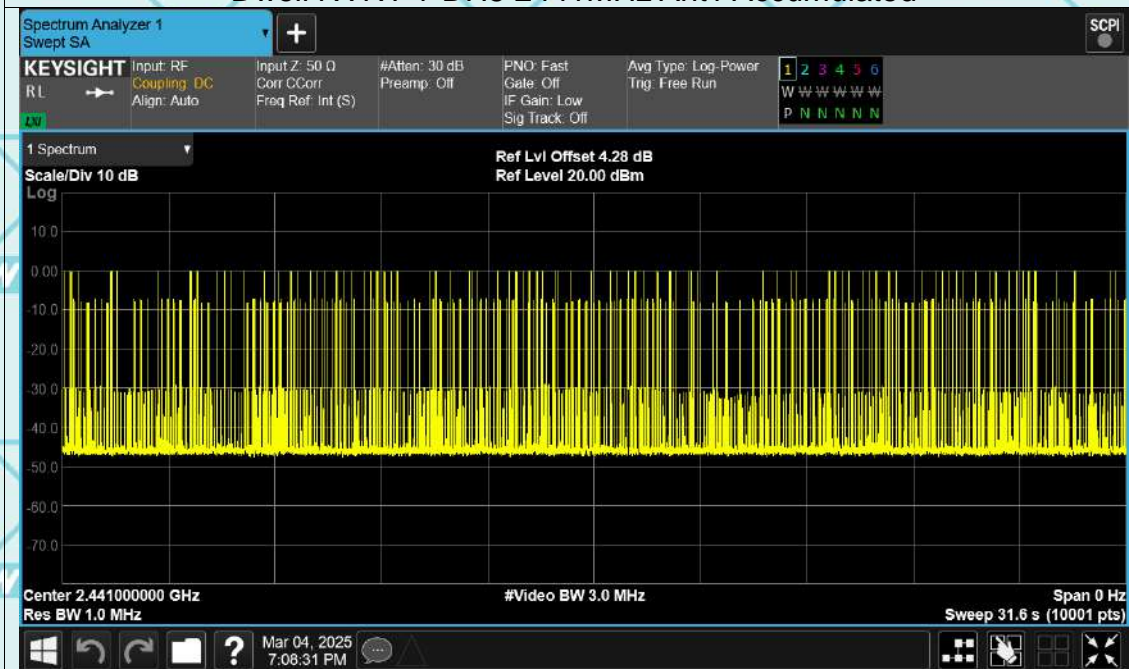 Spectrum Analyzer 1
Swept SA
+
SCPI
KEYSIGHT
RL
LXI
Input: RF
Coupling: DC
Align: Auto
Input Z: 50 Ω
Corr CCorr
Freq Ref: Int (S)
#Atten: 30 dB
Preamp: Off
PNO: Fast
Gate: Off
IF Gain: Low
Sig Track: Off
Avg Type: Log-Power
Trig: Free Run
1 2 3 4 5 6
W W W W W W
P N N N N N
1 Spectrum
Scale/Div 10 dB
Ref Lvl Offset 4.28 dB
Ref Level 20.00 dBm
Log
10.0
0.00
-10.0
-20.0
-30.0
-40.0
-50.0
-60.0
-70.0
Center 2.441000000 GHz
Res BW 1.0 MHz
#Video BW 3.0 MHz
Span 0 Hz
Sweep 31.6 s (10001 pts)
?
Mar 04, 2025
7:08:31 PM